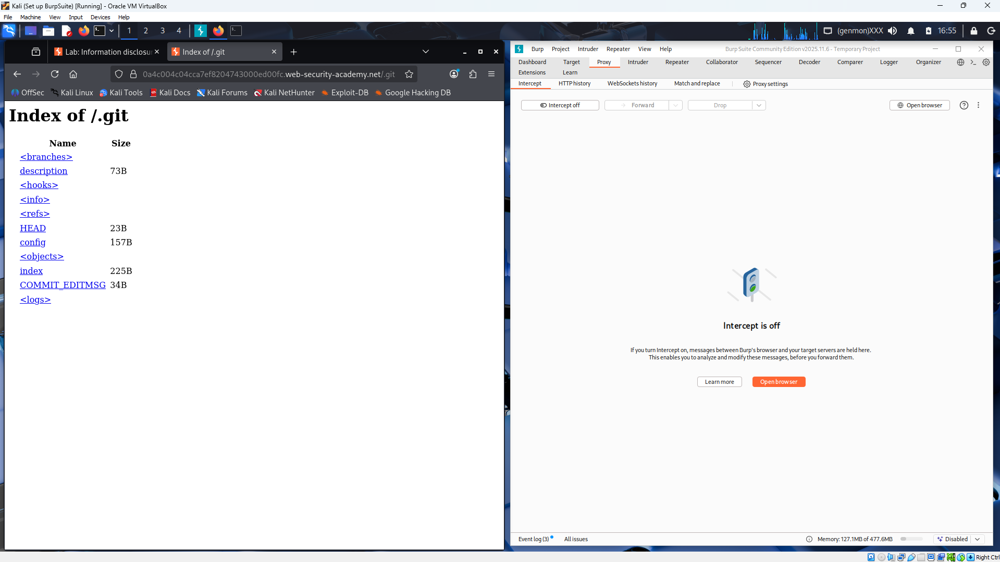 Kali (Set up BurpSuite) [Running] - Oracle VM VirtualBox
File Machine View Input Devices Help
1 2 3 4 (genmon)XXX 16:55
Lab: Information disclosur Index of /.git
0a4c004c04cca7ef8204743000ed00fc.web-security-academy.net/.git
OffSec Kali Linux Kali Tools Kali Docs Kali Forums Kali NetHunter Exploit-DB Google Hacking DB
Index of /.git
Name Size
<branches>
description 73B
<hooks>
<info>
<refs>
HEAD 23B
config 157B
<objects>
index 225B
COMMIT_EDITMSG 34B
<logs>
Burp Project Intruder Repeater View Help Burp Suite Community Edition v2025.11.6 - Temporary Project
Dashboard Target Proxy Intruder Repeater Collaborator Sequencer Decoder Comparer Logger Organizer
Extensions Learn
Intercept HTTP history WebSockets history Match and replace Proxy settings
Intercept off Forward Drop Open browser
Intercept is off
If you turn Intercept on, messages between Burp's browser and your target servers are held here.
This enables you to analyze and modify these messages, before you forward them.
Learn more Open browser
Event log (3) All issues Memory: 127.1MB of 477.6MB Disabled
Right Ctrl